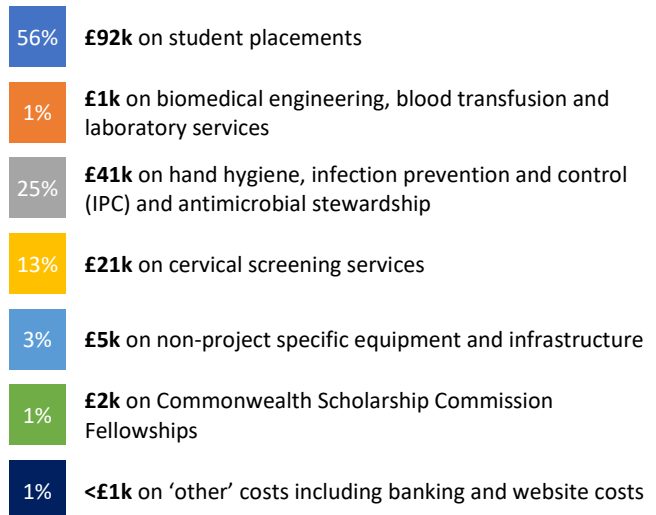 56% £92k on student placements
1% £1k on biomedical engineering, blood transfusion and
laboratory services
25% £41k on hand hygiene, infection prevention and control
(IPC) and antimicrobial stewardship
13% £21k on cervical screening services
3% £5k on non-project specific equipment and infrastructure
1% £2k on Commonwealth Scholarship Commission
Fellowships
1% <£1k on ‘other’ costs including banking and website costs